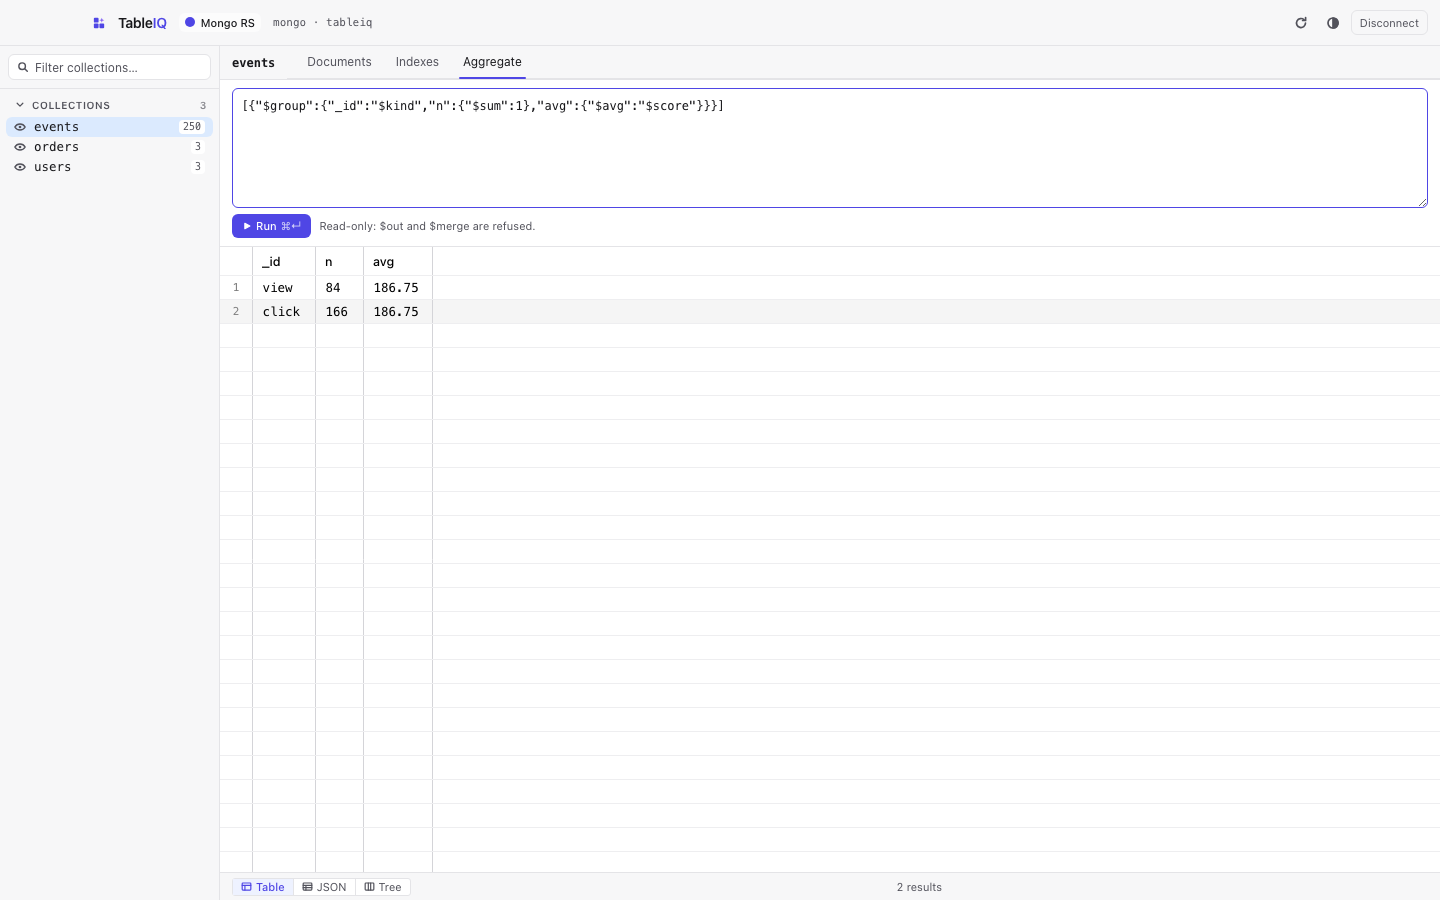 TableIQ Mongo RS mongo · tableiq Disconnect
Filter collections...
COLLECTIONS 3
events 250
orders 3
users 3
events Documents Indexes Aggregate
[{"$group":{"_id":"$kind","n":{"$sum":1},"avg":{"$avg":"$score"}}}]
Run ⌘↵ Read-only: $out and $merge are refused.
_id n avg
1 view 84 186.75
2 click 166 186.75
Table JSON Tree 2 results